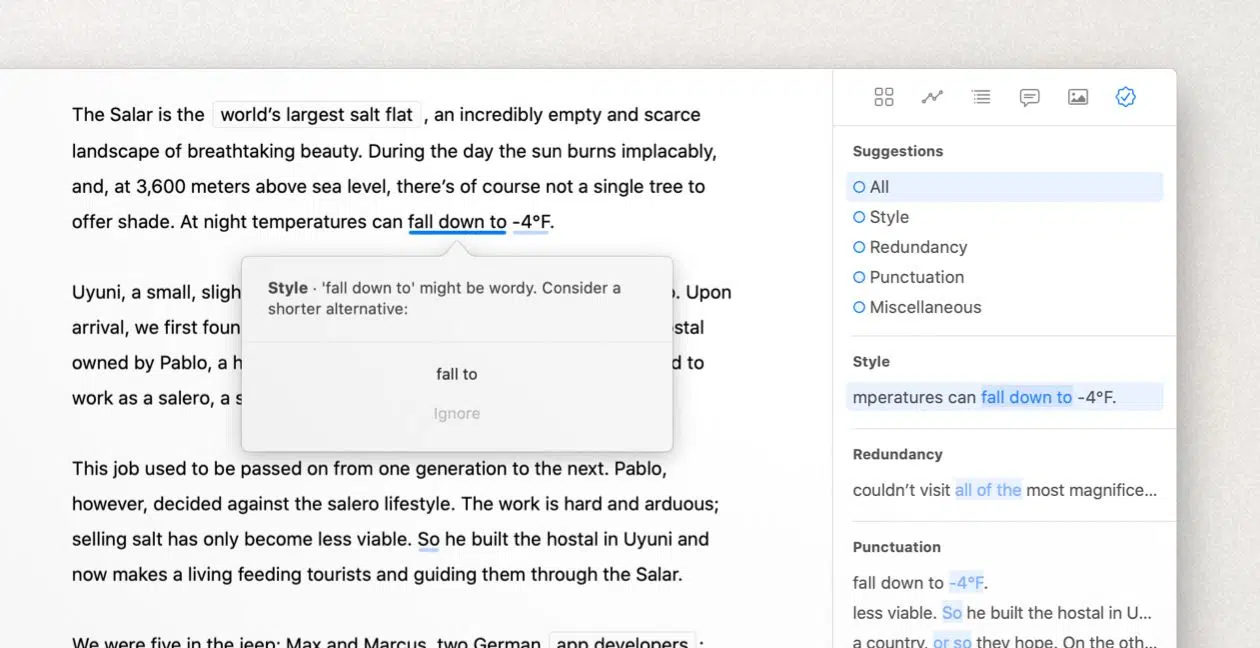 The Salar is the world’s largest salt flat , an incredibly empty and scarce
landscape of breathtaking beauty. During the day the sun burns implacably,
and, at 3,600 meters above sea level, there’s of course not a single tree to
offer shade. At night temperatures can fall down to -4°F.
Style · 'fall down to' might be wordy. Consider a
shorter alternative:
fall to
Ignore
Uyuni, a small, . Upon
arrival, we first
owned by Pablo, a d to
work as a salero, a
This job used to be passed on from one generation to the next. Pablo,
however, decided against the salero lifestyle. The work is hard and arduous;
selling salt has only become less viable. So he built the hostal in Uyuni and
now makes a living feeding tourists and guiding them through the Salar.
We were five in the jeep: Max and Marcus, two German app developers ;
Suggestions
All
Style
Redundancy
Punctuation
Miscellaneous
Style
mperatures can fall down to -4°F.
Redundancy
couldn’t visit all of the most magnifice...
Punctuation
fall down to -4°F.
less viable. So he built the hostal in U...
a country, or so they hope. On the oth...